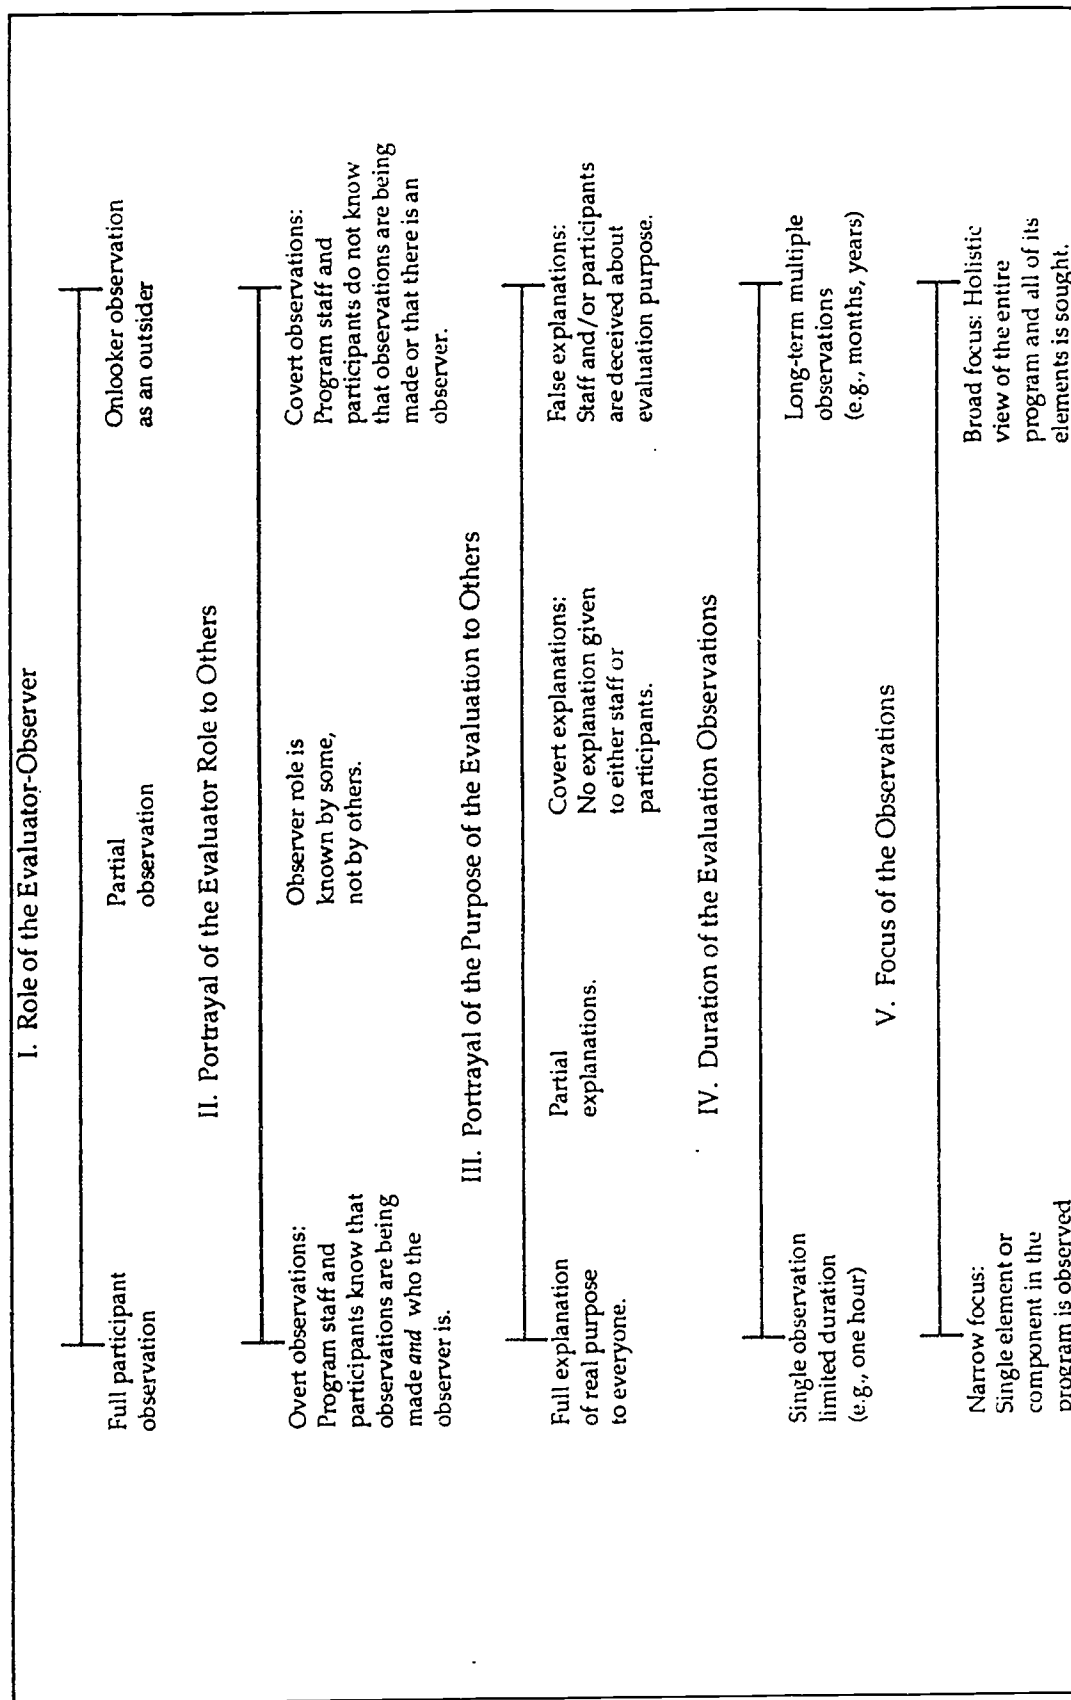 I. Role of the Evaluator-Observer
Full participant
observation
Partial
observation
Onlooker observation
as an outsider
II. Portrayal of the Evaluator Role to Others
Overt observations:
Program staff and
participants know that
observations are being
made and who the
observer is.
Observer role is
known by some,
not by others.
Covert observations:
Program staff and
participants do not know
that observations are being
made or that there is an
observer.
III. Portrayal of the Purpose of the Evaluation to Others
Full explanation
of real purpose
to everyone.
Partial
explanations.
Covert explanations:
No explanation given
to either staff or
participants.
False explanations:
Staff and/or participants
are deceived about
evaluation purpose.
IV. Duration of the Evaluation Observations
Single observation
limited duration
(e.g., one hour)
Long-term multiple
observations
(e.g., months, years)
V. Focus of the Observations
Narrow focus:
Single element or
component in the
program is observed
Broad focus: Holistic
view of the entire
program and all of its
elements is sought.